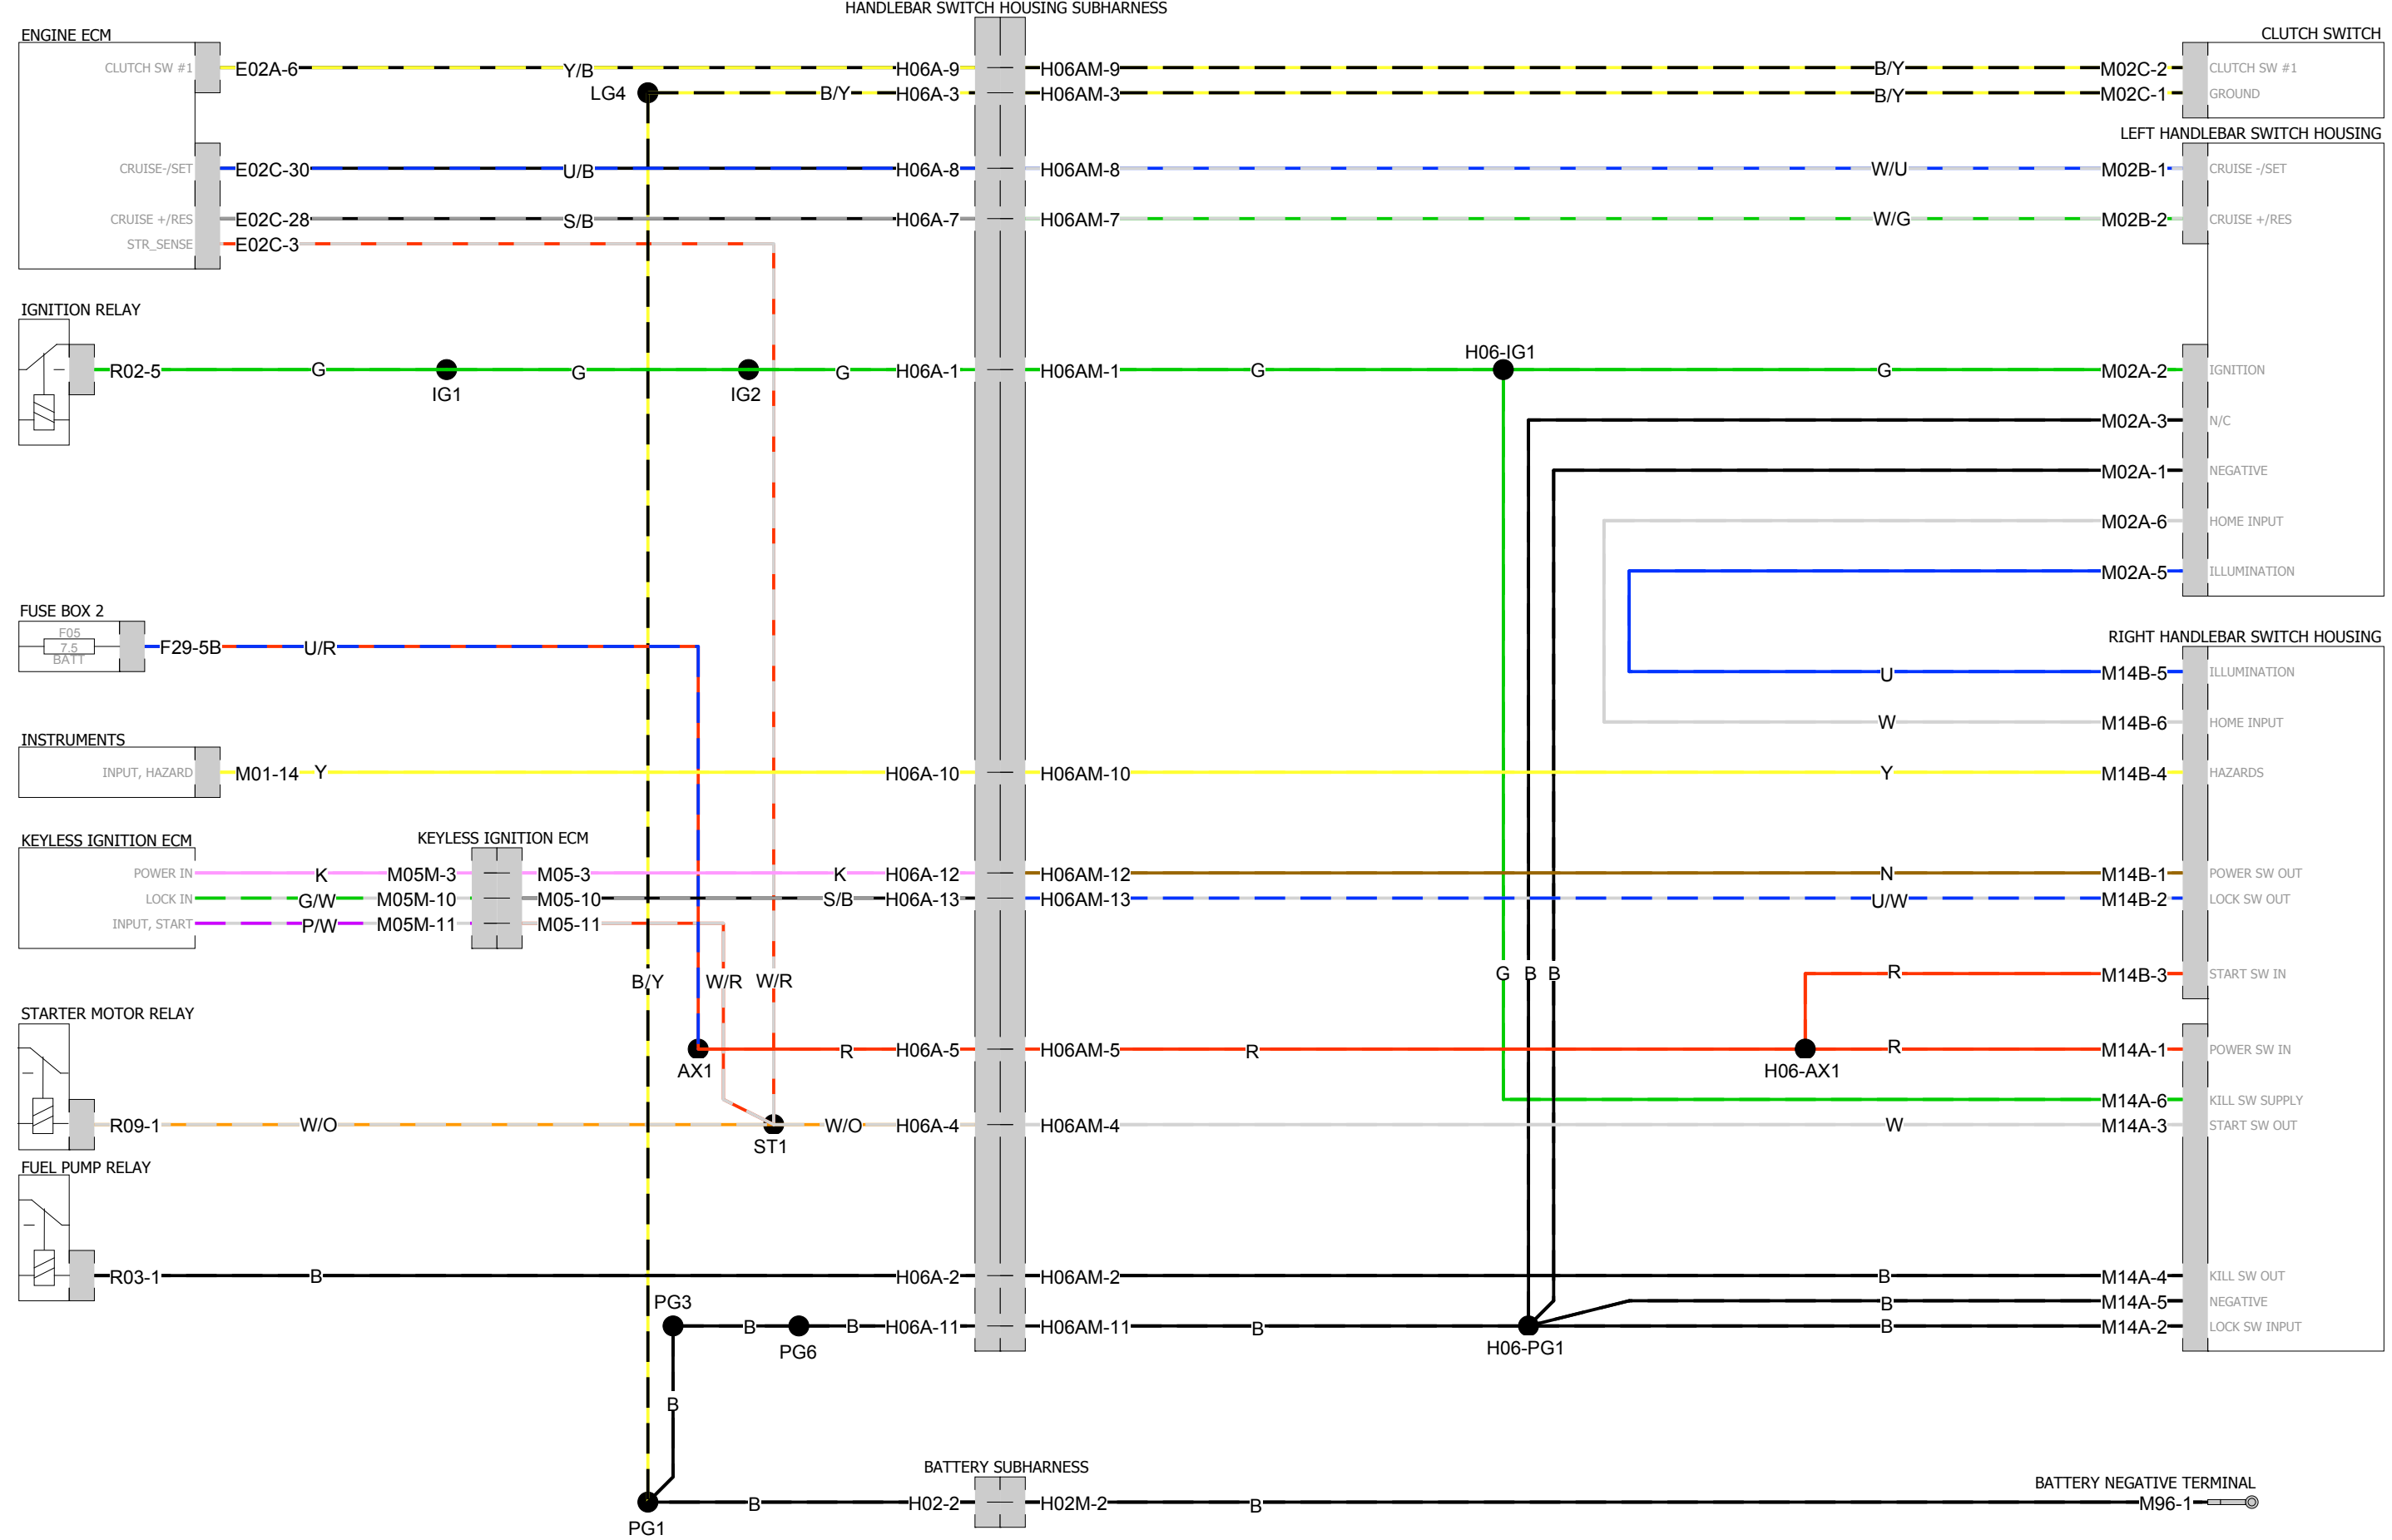 HANDLEBAR SWITCH HOUSING SUBHARNESS
ENGINE ECM
CLUTCH SWITCH
CLUTCH SW #1 E02A-6 Y/B H06A-9 H06AM-9 B/Y M02C-2 CLUTCH SW #1
LG4 B/Y H06A-3 H06AM-3 B/Y M02C-1 GROUND
LEFT HANDLEBAR SWITCH HOUSING
CRUISE-/SET E02C-30 U/B H06A-8 H06AM-8 W/U M02B-1 CRUISE -/SET
CRUISE +/RES E02C-28 S/B H06A-7 H06AM-7 W/G M02B-2 CRUISE +/RES
STR_SENSE E02C-3
IGNITION RELAY
H06-IG1
R02-5 G G G H06A-1 H06AM-1 G G M02A-2 IGNITION
IG1 IG2
M02A-3 N/C
M02A-1 NEGATIVE
M02A-6 HOME INPUT
M02A-5 ILLUMINATION
FUSE BOX 2
F05
7.5
BATT
F29-5B U/R
RIGHT HANDLEBAR SWITCH HOUSING
U M14B-5 ILLUMINATION
W M14B-6 HOME INPUT
INSTRUMENTS
INPUT, HAZARD M01-14 Y H06A-10 H06AM-10 Y M14B-4 HAZARDS
KEYLESS IGNITION ECM KEYLESS IGNITION ECM
POWER IN K M05M-3 M05-3 K H06A-12 H06AM-12 N M14B-1 POWER SW OUT
LOCK IN G/W M05M-10 M05-10 S/B H06A-13 H06AM-13 U/W M14B-2 LOCK SW OUT
INPUT, START P/W M05M-11 M05-11
B/Y W/R W/R G B B R M14B-3 START SW IN
STARTER MOTOR RELAY
R H06A-5 H06AM-5 R R M14A-1 POWER SW IN
AX1 H06-AX1
M14A-6 KILL SW SUPPLY
R09-1 W/O W/O H06A-4 H06AM-4 W M14A-3 START SW OUT
ST1
FUEL PUMP RELAY
R03-1 B H06A-2 H06AM-2 B M14A-4 KILL SW OUT
PG3 B M14A-5 NEGATIVE
B B H06A-11 H06AM-11 B B M14A-2 LOCK SW INPUT
PG6 H06-PG1
B
BATTERY SUBHARNESS
BATTERY NEGATIVE TERMINAL
B H02-2 H02M-2 B M96-1
PG1